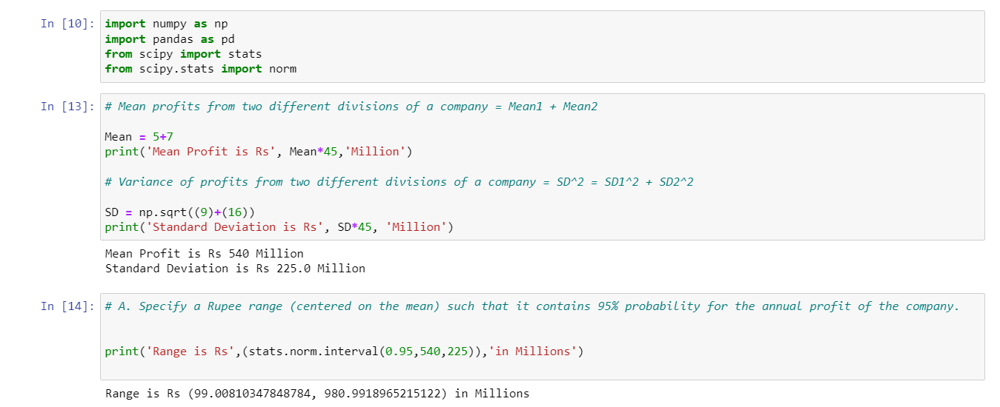 In [10]: import numpy as np
import pandas as pd
from scipy import stats
from scipy.stats import norm
In [13]: # Mean profits from two different divisions of a company = Mean1 + Mean2
Mean = 5+7
print('Mean Profit is Rs', Mean*45,'Million')
# Variance of profits from two different divisions of a company = SD^2 = SD1^2 + SD2^2
SD = np.sqrt((9)+(16))
print('Standard Deviation is Rs', SD*45, 'Million')
Mean Profit is Rs 540 Million
Standard Deviation is Rs 225.0 Million
In [14]: # A. Specify a Rupee range (centered on the mean) such that it contains 95% probability for the annual profit of the company.
print('Range is Rs',(stats.norm.interval(0.95,540,225)),'in Millions')
Range is Rs (99.00810347848784, 980.9918965215122) in Millions